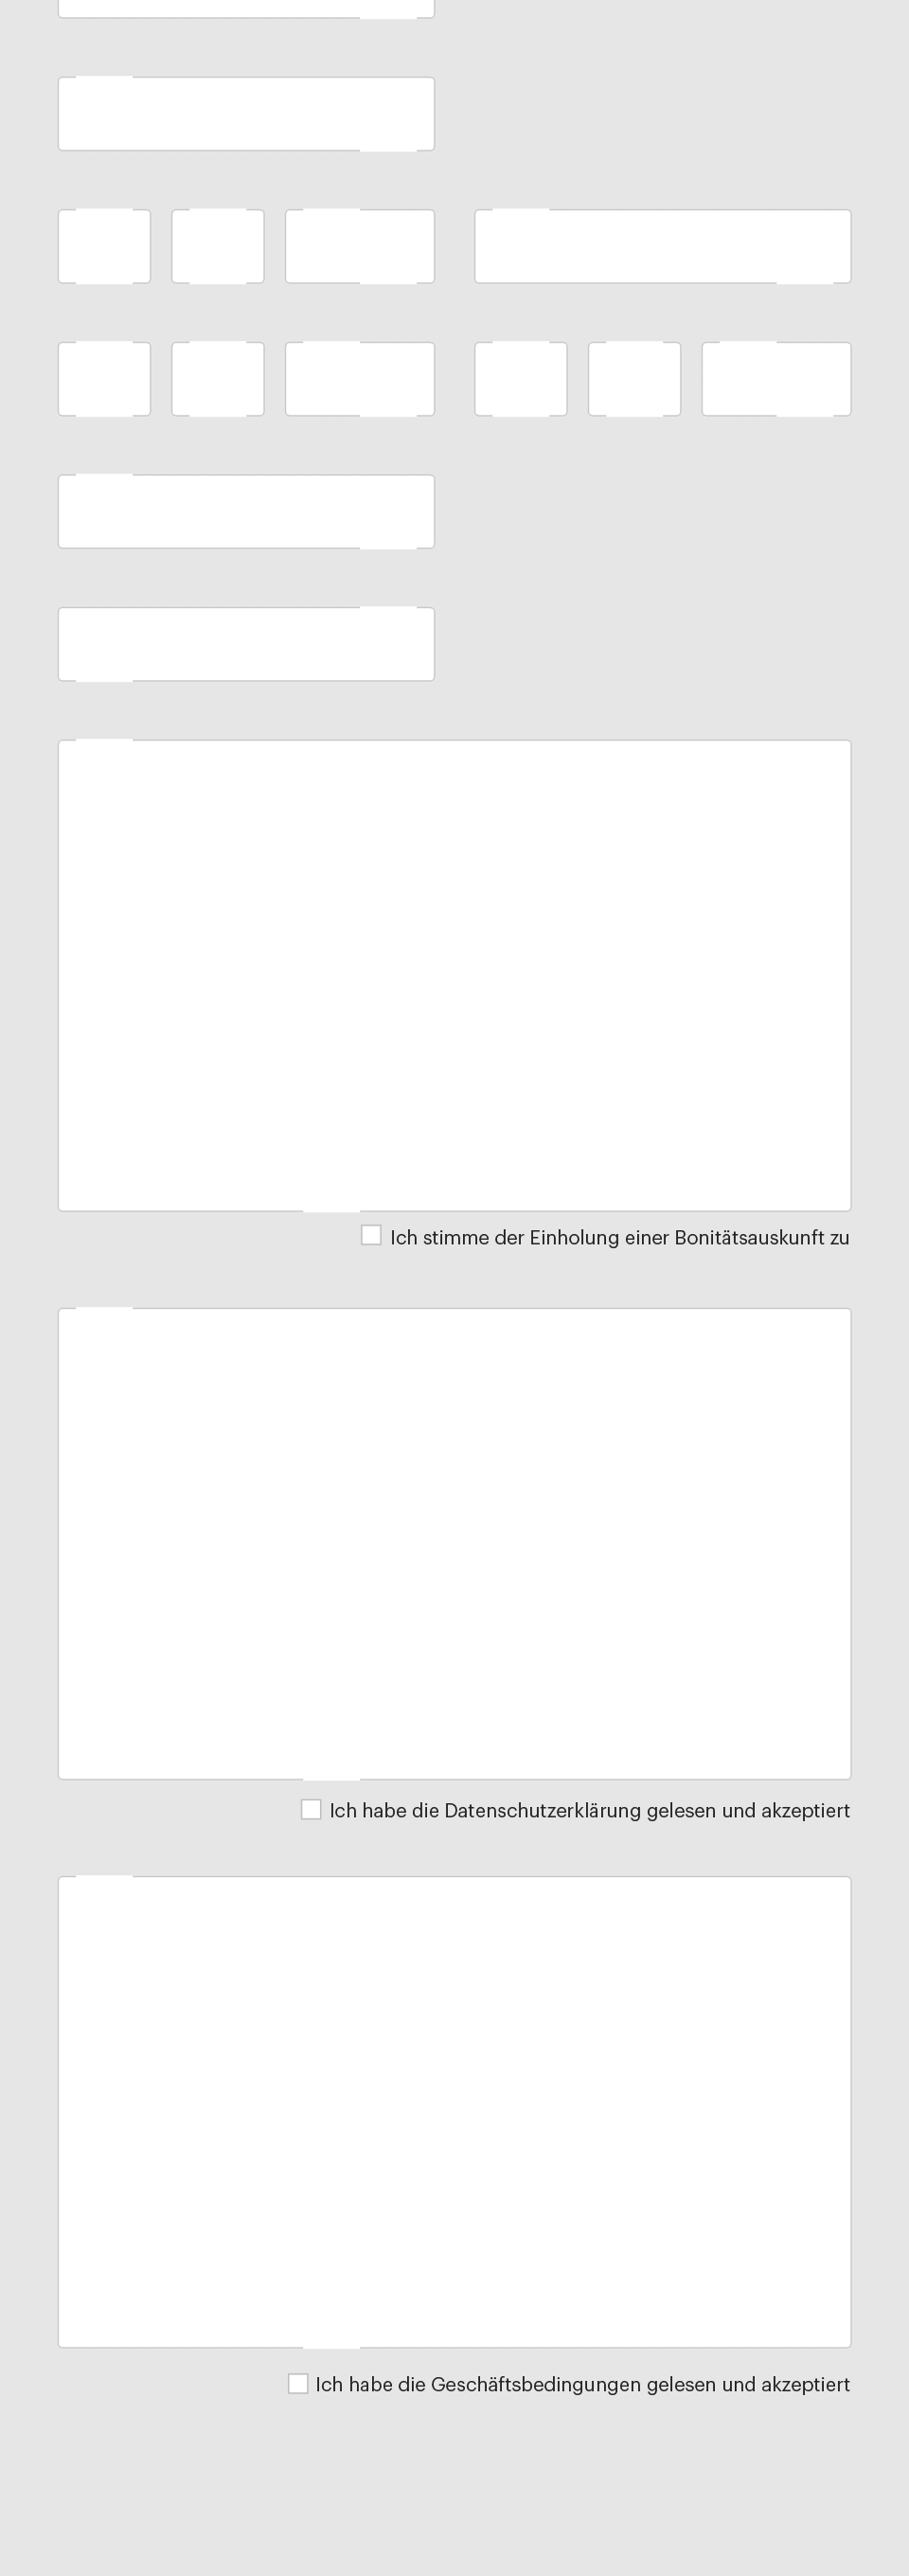 Ich stimme der Einholung einer Bonitätsauskunft zu
Ich habe die Datenschutzerklärung gelesen und akzeptiert
Ich habe die Geschäftsbedingungen gelesen und akzeptiert